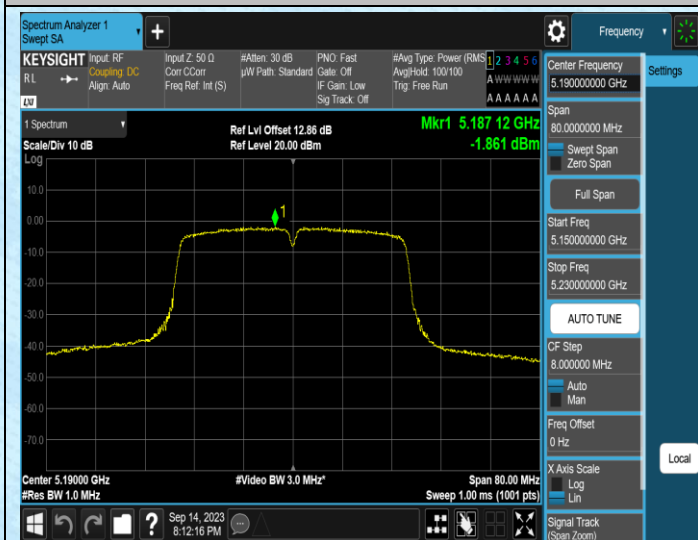 Spectrum Analyzer 1
Swept SA
+
Frequency
KEYSIGHT
RL
LXI
Input: RF
Coupling: DC
Align: Auto
Input Z: 50 Ω
Corr CCorr
Freq Ref: Int (S)
#Atten: 30 dB
µW Path: Standard
PNO: Fast
Gate: Off
IF Gain: Low
Sig Track: Off
#Avg Type: Power (RMS
Avg|Hold: 100/100
Trig: Free Run
1 2 3 4 5 6
A W W W W W
A A A A A A
1 Spectrum
Scale/Div 10 dB
Log
Ref Lvl Offset 12.86 dB
Ref Level 20.00 dBm
Mkr1 5.187 12 GHz
-1.861 dBm
10.0
0.00
-10.0
-20.0
-30.0
-40.0
-50.0
-60.0
-70.0
1
Center 5.19000 GHz
#Res BW 1.0 MHz
#Video BW 3.0 MHz*
Span 80.00 MHz
Sweep 1.00 ms (1001 pts)
?
Sep 14, 2023
8:12:16 PM
Center Frequency
5.190000000 GHz
Span
80.0000000 MHz
Swept Span
Zero Span
Full Span
Start Freq
5.150000000 GHz
Stop Freq
5.230000000 GHz
AUTO TUNE
CF Step
8.000000 MHz
Auto
Man
Freq Offset
0 Hz
X Axis Scale
Log
Lin
Signal Track
(Span Zoom)
Settings
Local